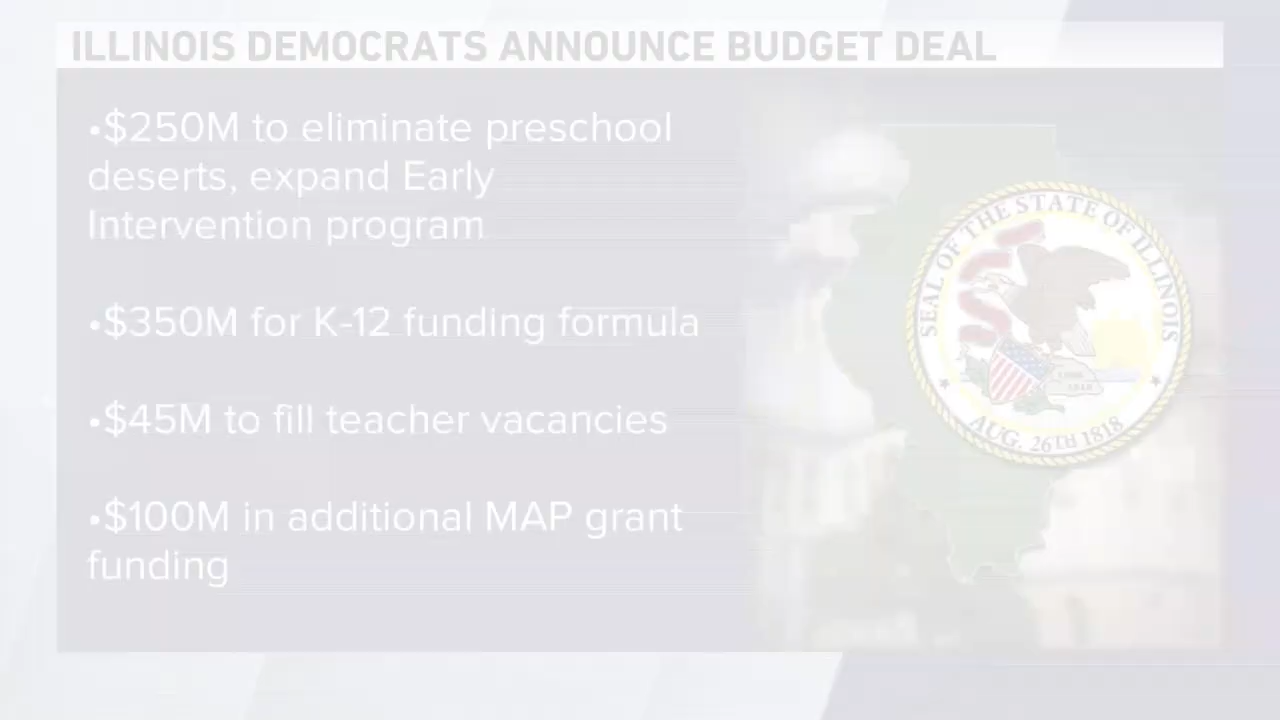 ILLINOIS DEMOCRATS ANNOUNCE BUDGET DEAL
•$250M to eliminate preschool
deserts, expand Early
Intervention program
•$350M for K-12 funding formula
•$45M to fill teacher vacancies
•$100M in additional MAP grant
funding
SEAL OF THE STATE OF ILLINOIS
AUG. 26TH 1818